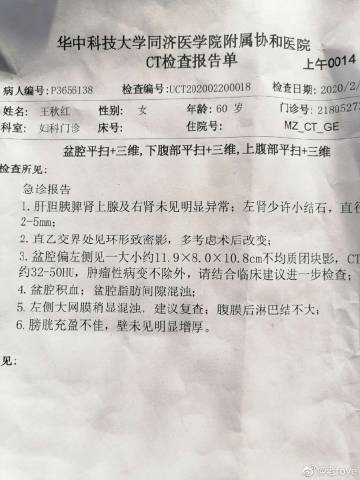 华中科技大学同济医学院附属协和医院
CT检查报告单
上午0014
病人编号:P3656138 检查编号:UCT202002200018 检查日期:2020/2/
姓名: 王秋红 性别: 女 年龄:60 岁 门诊号:2180527
科室: 妇科门诊 床号: 住院号: MZ_CT_GE
盆腔平扫+三维,下腹部平扫+三维,上腹部平扫+三维
检查所见:
急诊报告
1.肝胆胰脾肾上腺及右肾未见明显异常;左肾少许小结石,直径
2-5mm;
2.直乙交界处见环形致密影,多考虑术后改变;
3.盆腔偏左侧见一大小约11.9×8.0×10.8cm不均质团块影,CT
约32-50HU,肿瘤性病变不除外,请结合临床建议进一步检查;
4.盆腔积血;盆腔脂肪间隙混浊;
5.左侧大网膜稍显混浊,建议复查;腹膜后淋巴结不大;
6.膀胱充盈不佳,壁未见明显增厚。
见: